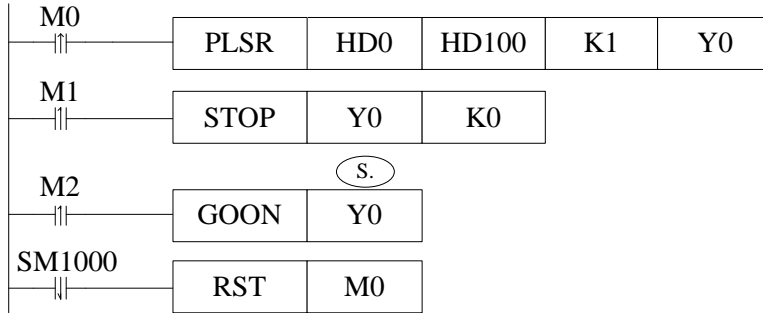 M0
PLSR HD0 HD100 K1 Y0
M1
STOP Y0 K0
S.
M2
GOON Y0
SM1000
RST M0